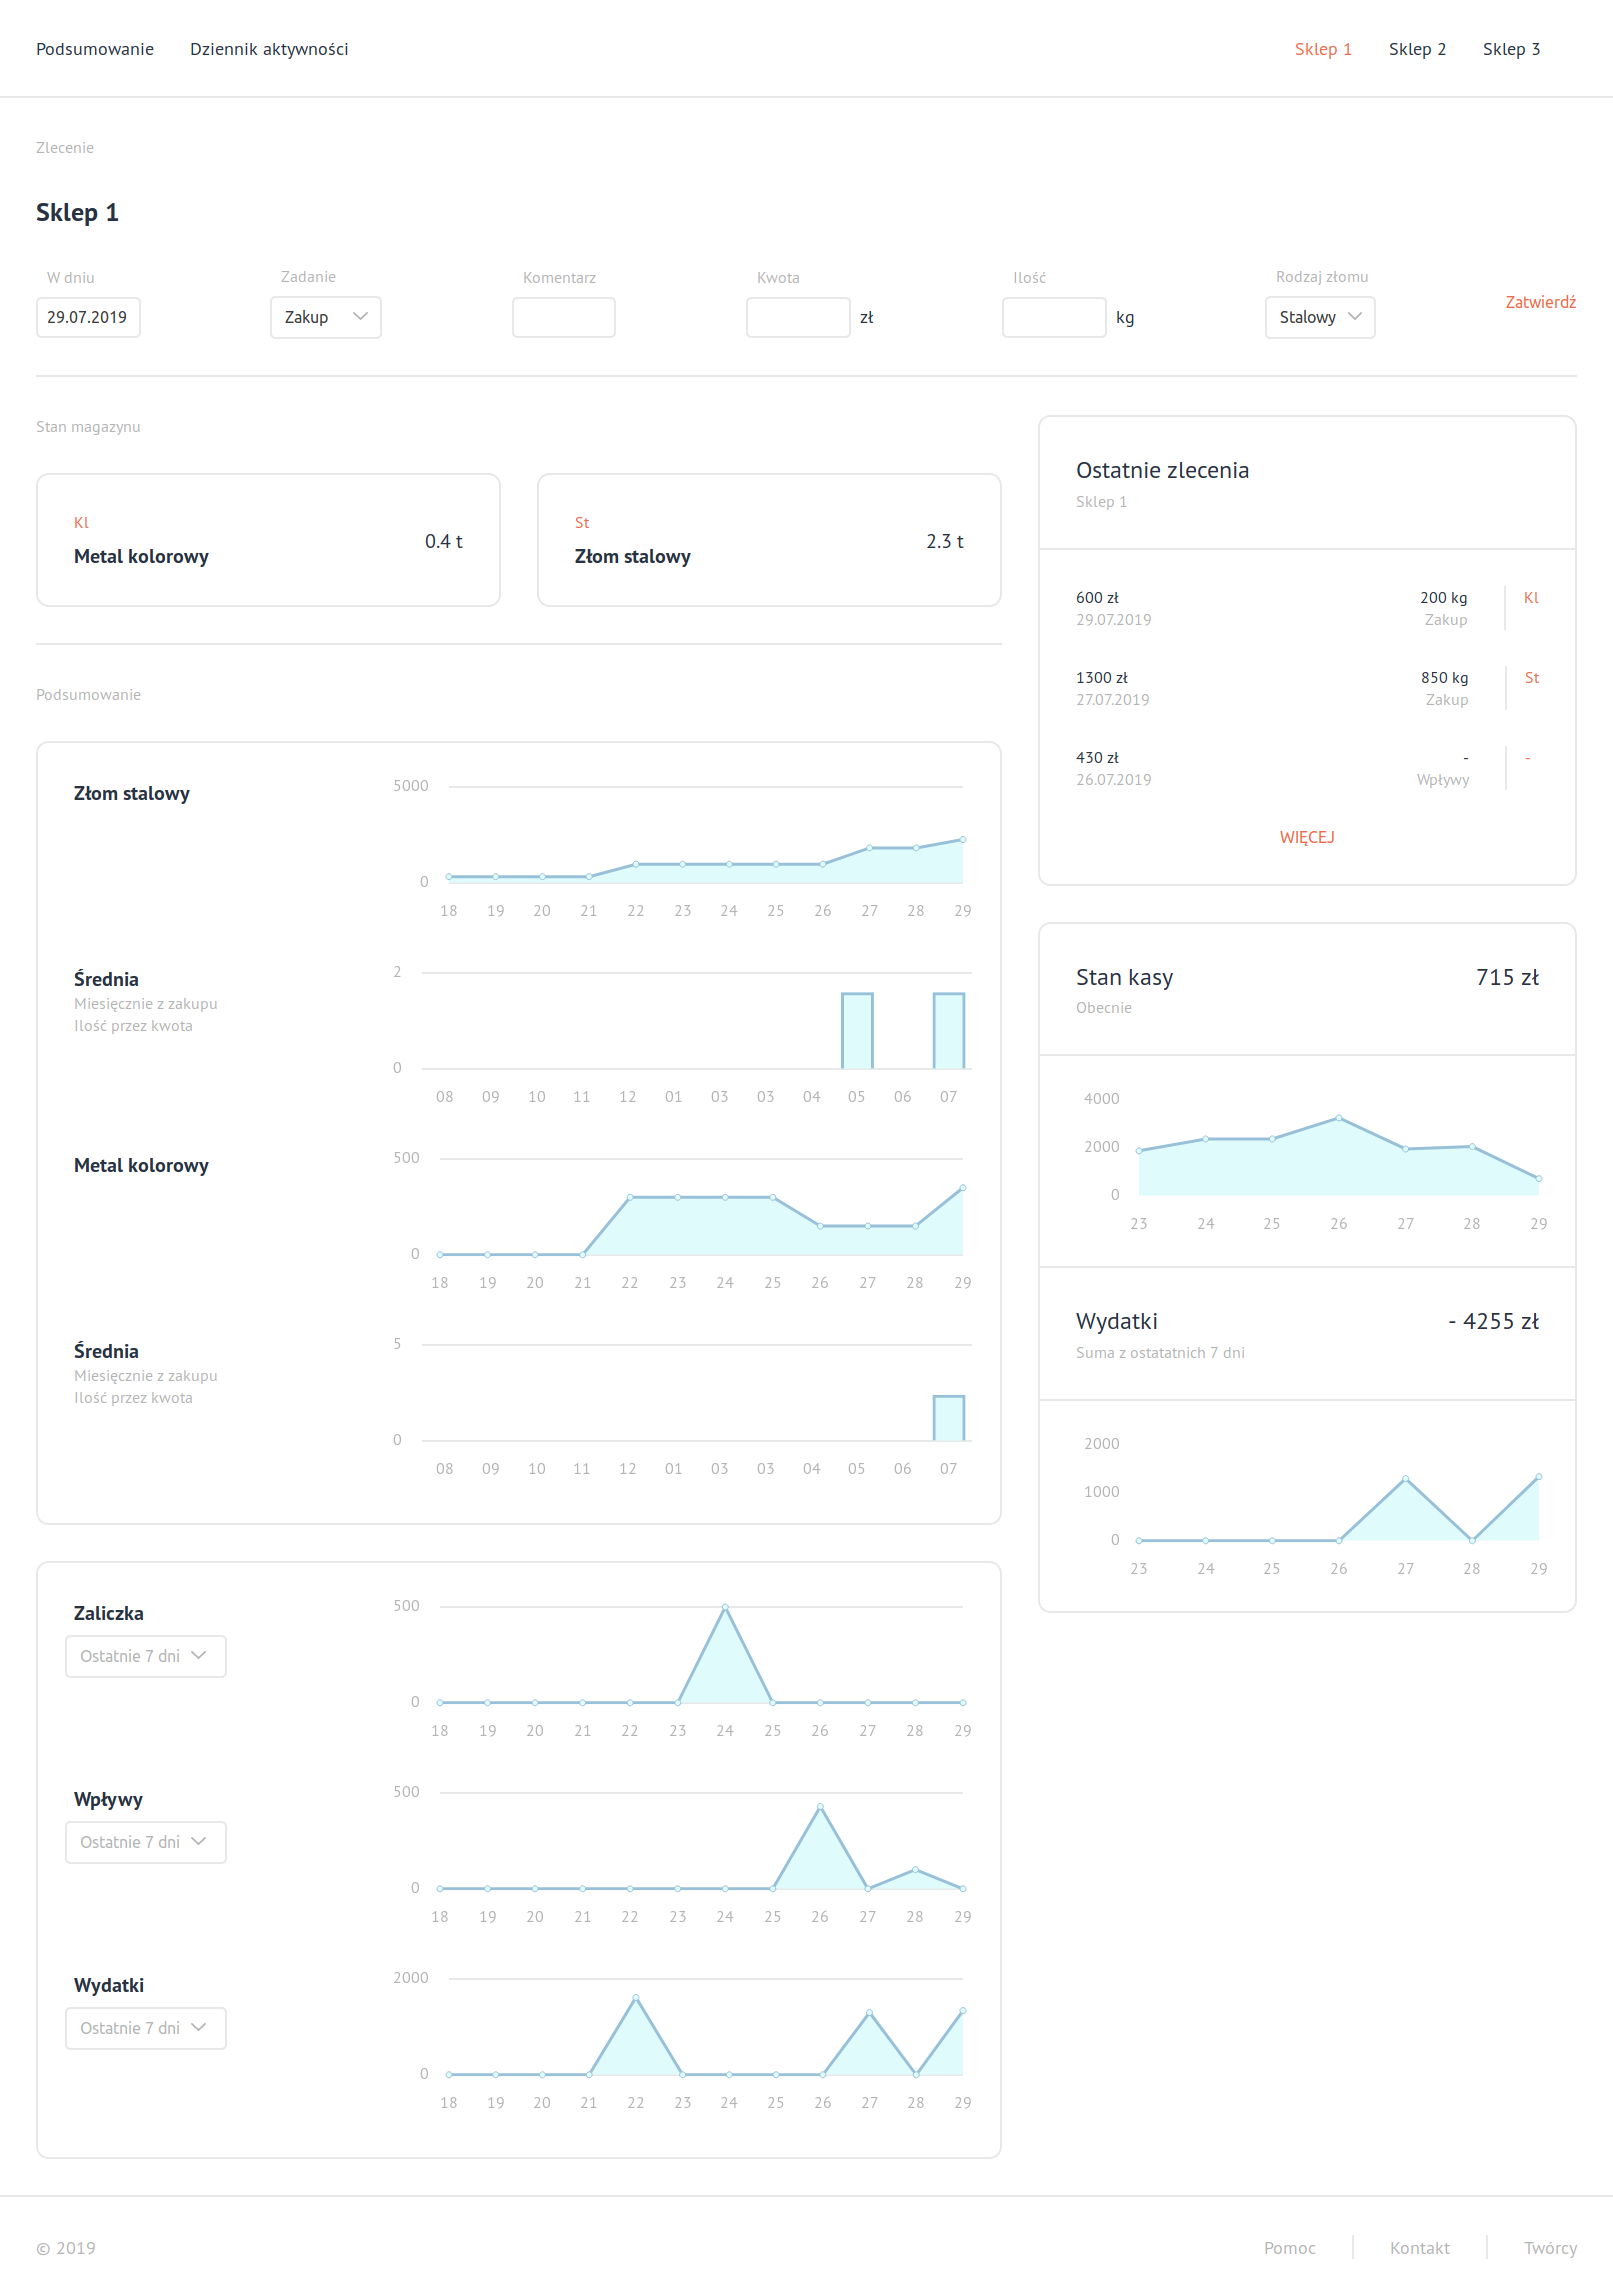 Podsumowanie Dziennik aktywności Sklep 1 Sklep 2 Sklep 3
Zlecenie
Sklep 1
W dniu Zadanie Komentarz Kwota Ilość Rodzaj złomu
29.07.2019 Zakup zł kg Stalowy Zatwierdź
Stan magazynu
Kl
Metal kolorowy 0.4 t
St
Złom stalowy 2.3 t
Podsumowanie
Złom stalowy
5000
0
18 19 20 21 22 23 24 25 26 27 28 29
Średnia
Miesięcznie z zakupu
Ilość przez kwota
2
0
08 09 10 11 12 01 03 03 04 05 06 07
Metal kolorowy
500
0
18 19 20 21 22 23 24 25 26 27 28 29
Średnia
Miesięcznie z zakupu
Ilość przez kwota
5
0
08 09 10 11 12 01 03 03 04 05 06 07
Zaliczka
Ostatnie 7 dni
500
0
18 19 20 21 22 23 24 25 26 27 28 29
Wpływy
Ostatnie 7 dni
500
0
18 19 20 21 22 23 24 25 26 27 28 29
Wydatki
Ostatnie 7 dni
2000
0
18 19 20 21 22 23 24 25 26 27 28 29
Ostatnie zlecenia
Sklep 1
600 zł 200 kg Kl
29.07.2019 Zakup
1300 zł 850 kg St
27.07.2019 Zakup
430 zł - -
26.07.2019 Wpływy
WIĘCEJ
Stan kasy 715 zł
Obecnie
4000
2000
0
23 24 25 26 27 28 29
Wydatki - 4255 zł
Suma z ostatatnich 7 dni
2000
1000
0
23 24 25 26 27 28 29
© 2019 Pomoc Kontakt Twórcy